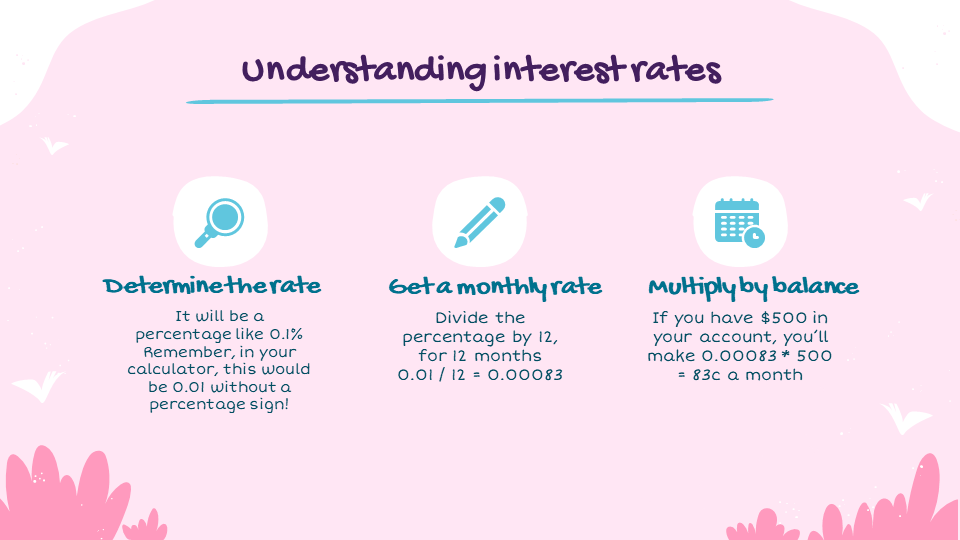 Understanding interest rates
Determine the rate
It will be a
percentage like 0.1%
Remember, in your
calculator, this would
be 0.01 without a
percentage sign!
Get a monthly rate
Divide the
percentage by 12,
for 12 months
0.01 / 12 = 0.00083
Multiply by balance
If you have $500 in
your account, you'll
make 0.00083 * 500
= 83c a month